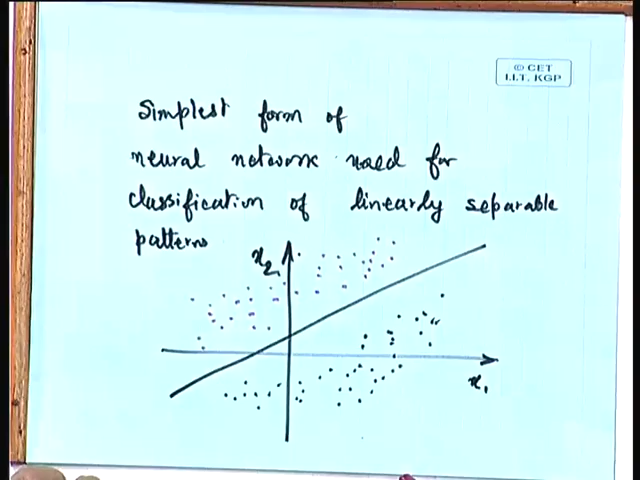 © CET
I.I.T. KGP
Simplest form of
neural network used for
classification of linearly separable
patterns
x₂
x₁